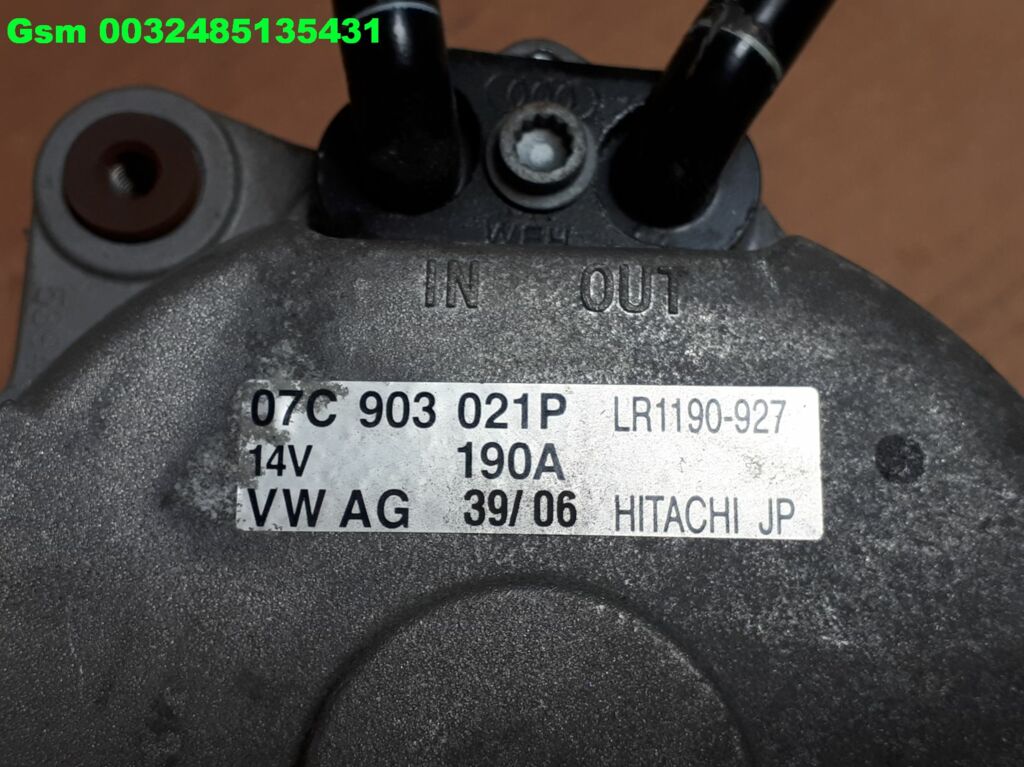 Gsm 0032485135431
IN OUT
07C 903 021P LR1190-927
14V 190A
VW AG 39/06 HITACHI JP